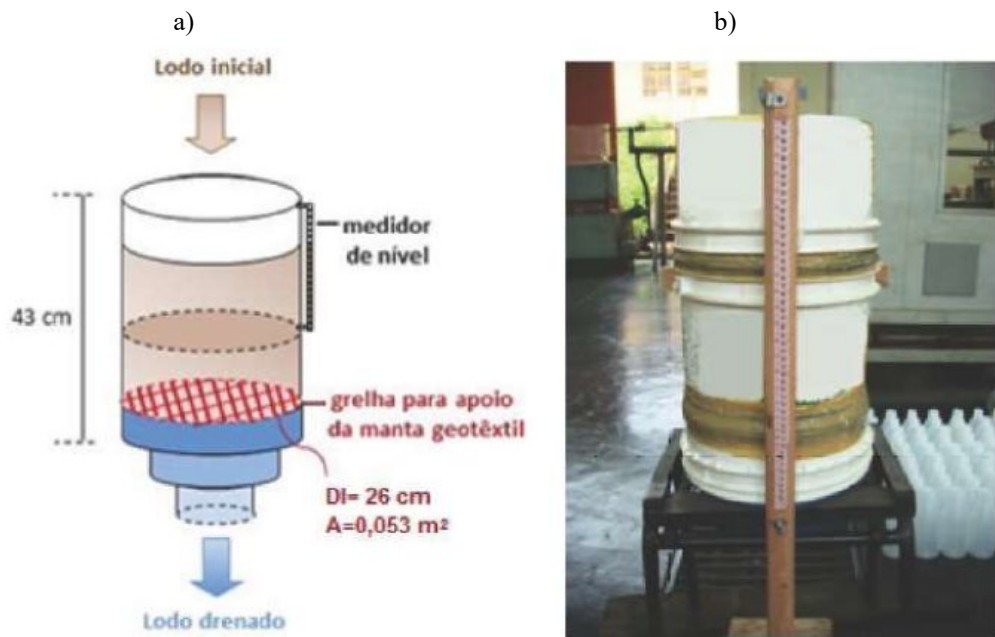 a)
b)
Lodo inicial
medidor
de nível
43 cm
grelha para apoio
da manta geotêxtil
DI= 26 cm
A=0,053 m²
Lodo drenado